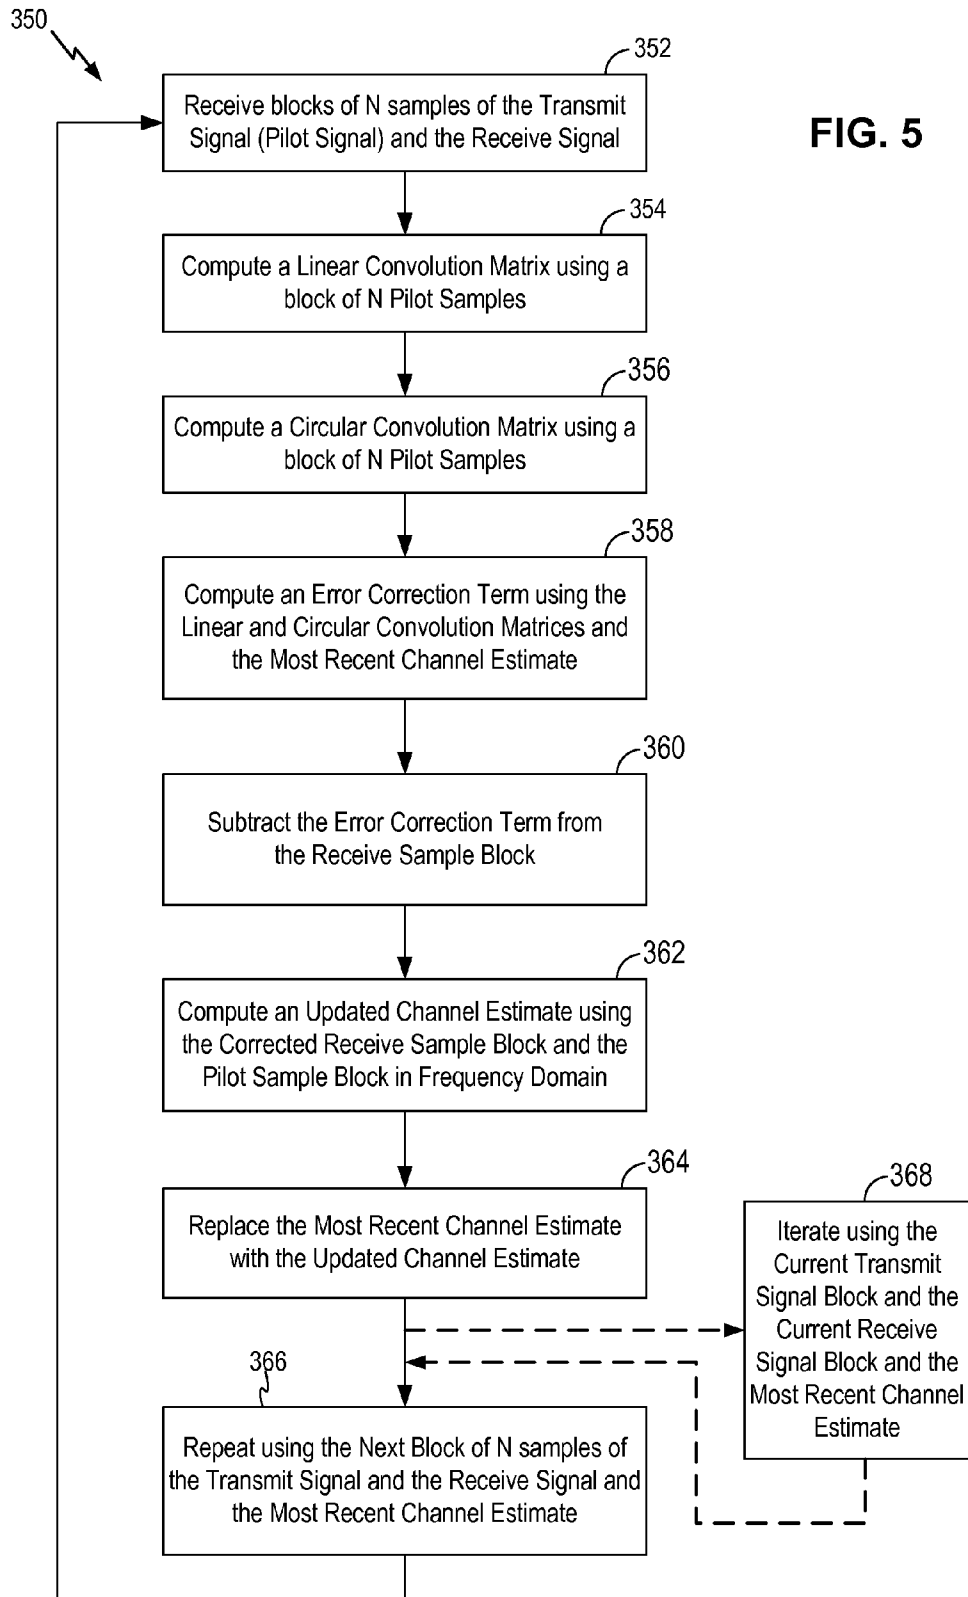 350
352
Receive blocks of N samples of the Transmit
Signal (Pilot Signal) and the Receive Signal
FIG. 5
354
Compute a Linear Convolution Matrix using a
block of N Pilot Samples
356
Compute a Circular Convolution Matrix using a
block of N Pilot Samples
358
Compute an Error Correction Term using the
Linear and Circular Convolution Matrices and
the Most Recent Channel Estimate
360
Subtract the Error Correction Term from
the Receive Sample Block
362
Compute an Updated Channel Estimate using
the Corrected Receive Sample Block and the
Pilot Sample Block in Frequency Domain
364
Replace the Most Recent Channel Estimate
with the Updated Channel Estimate
368
Iterate using the
Current Transmit
Signal Block and the
Current Receive
Signal Block and the
Most Recent Channel
Estimate
366
Repeat using the Next Block of N samples of
the Transmit Signal and the Receive Signal and
the Most Recent Channel Estimate